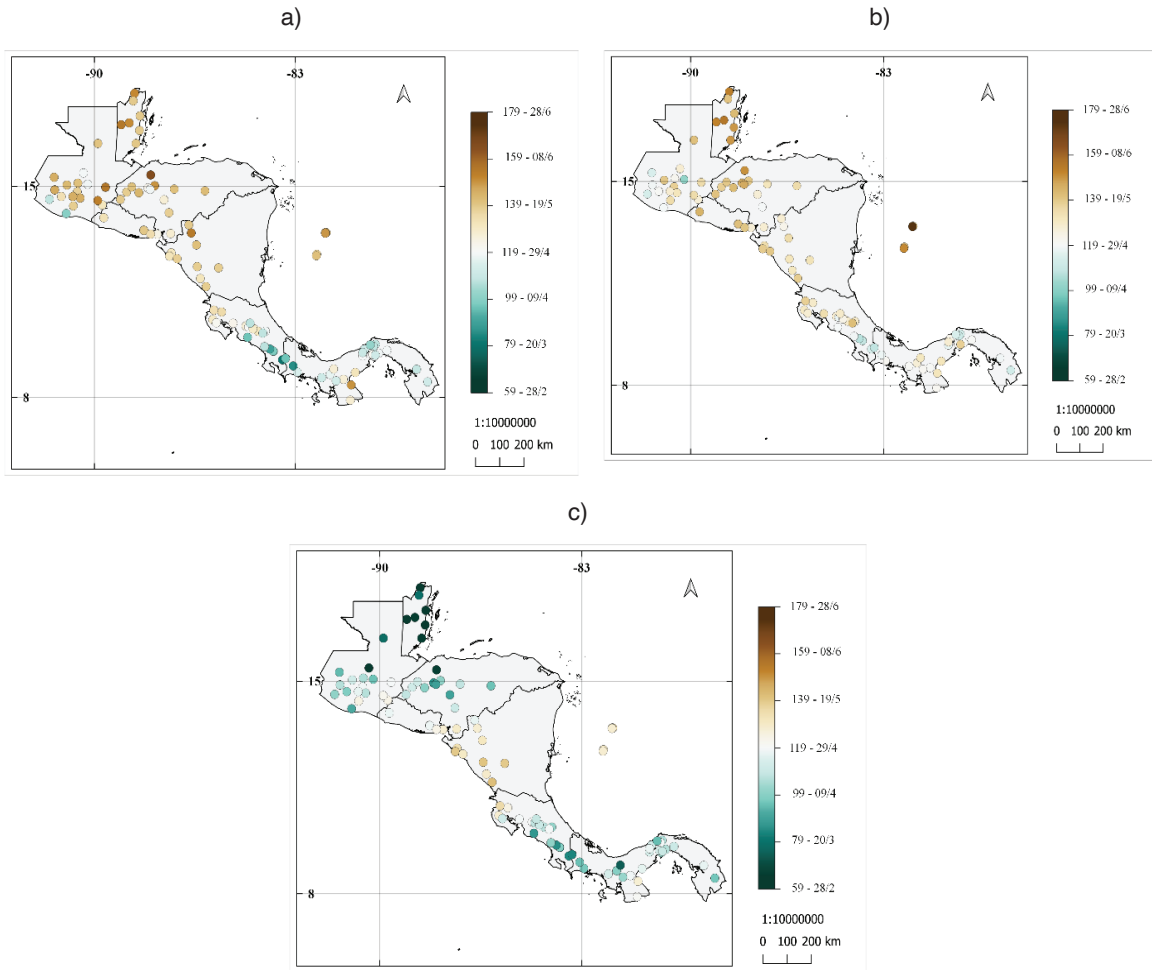 a)
b)
-90
-83
15
8
179 - 28/6
159 - 08/6
139 - 19/5
119 - 29/4
99 - 09/4
79 - 20/3
59 - 28/2
1:10000000
0 100 200 km
-90
-83
15
8
179 - 28/6
159 - 08/6
139 - 19/5
119 - 29/4
99 - 09/4
79 - 20/3
59 - 28/2
1:10000000
0 100 200 km
c)
-90
-83
15
8
179 - 28/6
159 - 08/6
139 - 19/5
119 - 29/4
99 - 09/4
79 - 20/3
59 - 28/2
1:10000000
0 100 200 km